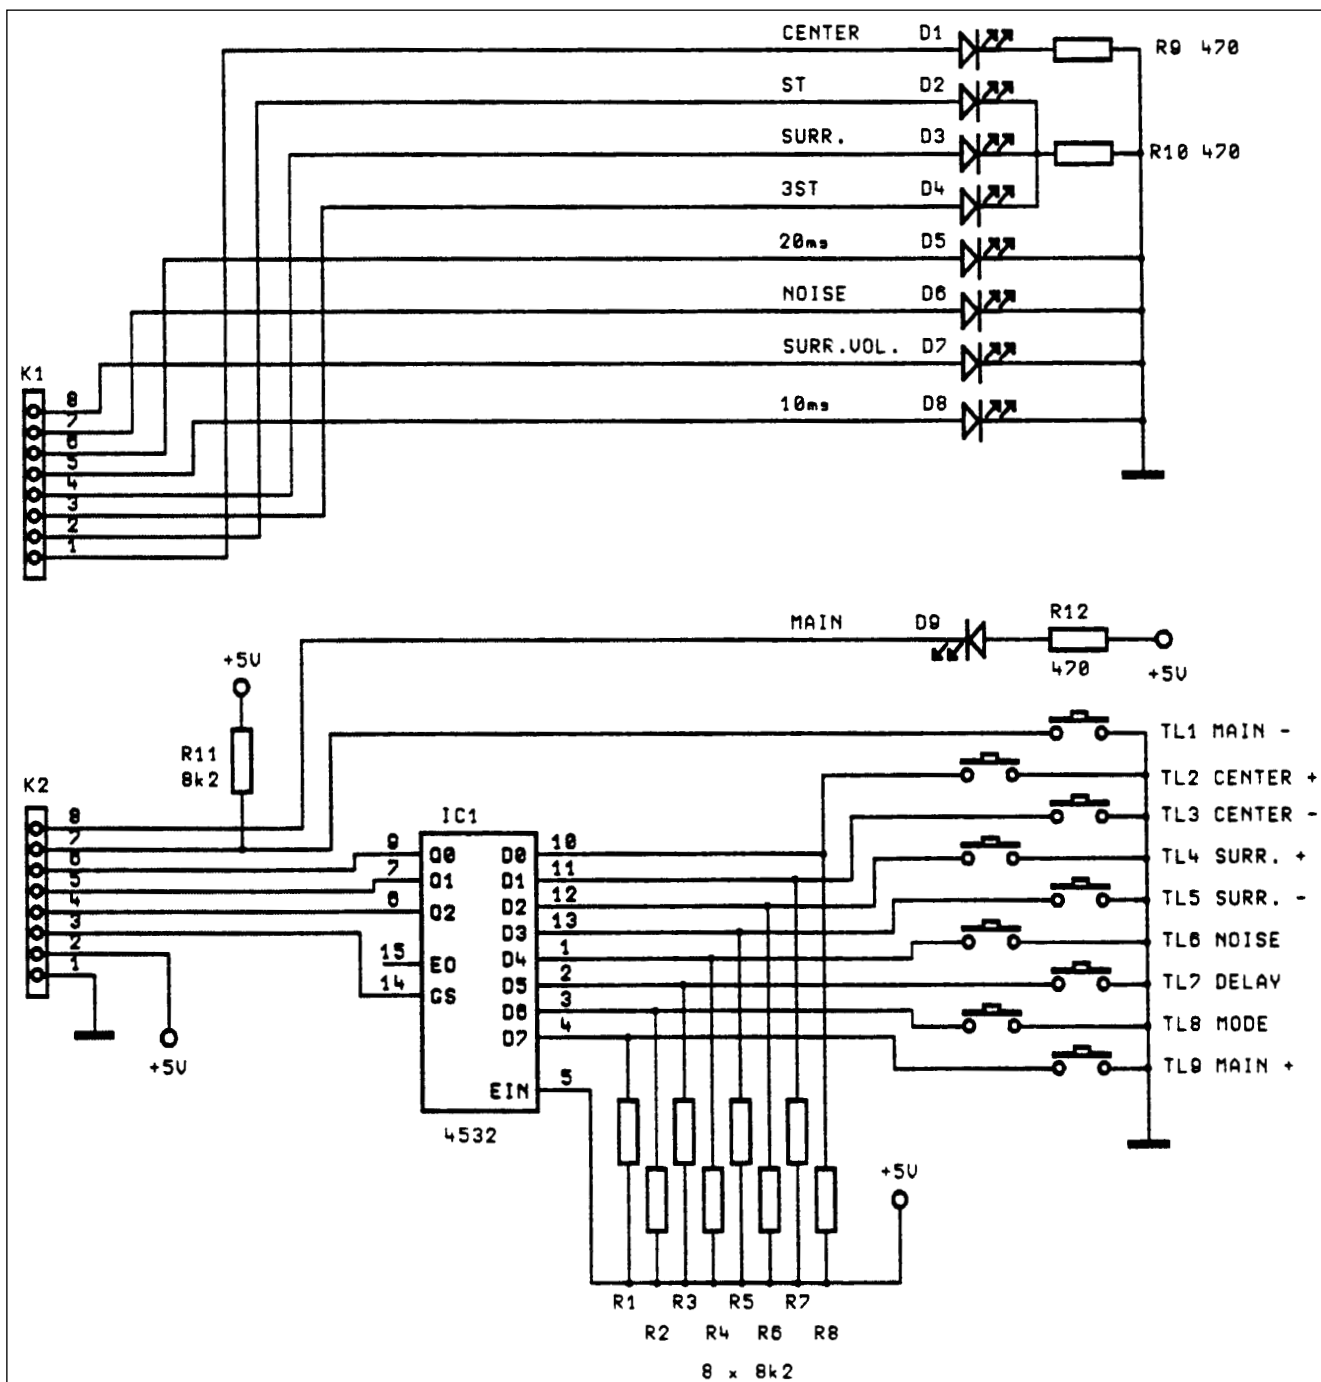 CENTER D1
R9 470
ST D2
SURR. D3
R10 470
3ST D4
20ms D5
NOISE D6
SURR.VOL. D7
10ms D8
K1
8
7
6
5
4
3
2
1
MAIN D9
R12
470
+5V
+5V
R11
8k2
TL1 MAIN -
TL2 CENTER +
TL3 CENTER -
TL4 SURR. +
TL5 SURR. -
TL6 NOISE
TL7 DELAY
TL8 MODE
TL9 MAIN +
K2
8
7
6
5
4
3
2
1
+5V
IC1
9 Q0 D0 10
7 Q1 D1 11
6 Q2 D2 12
D3 13
15 EO D4 1
14 GS D5 2
D6 3
D7 4
EIN 5
4532
+5V
R1 R3 R5 R7
R2 R4 R6 R8
8 x 8k2